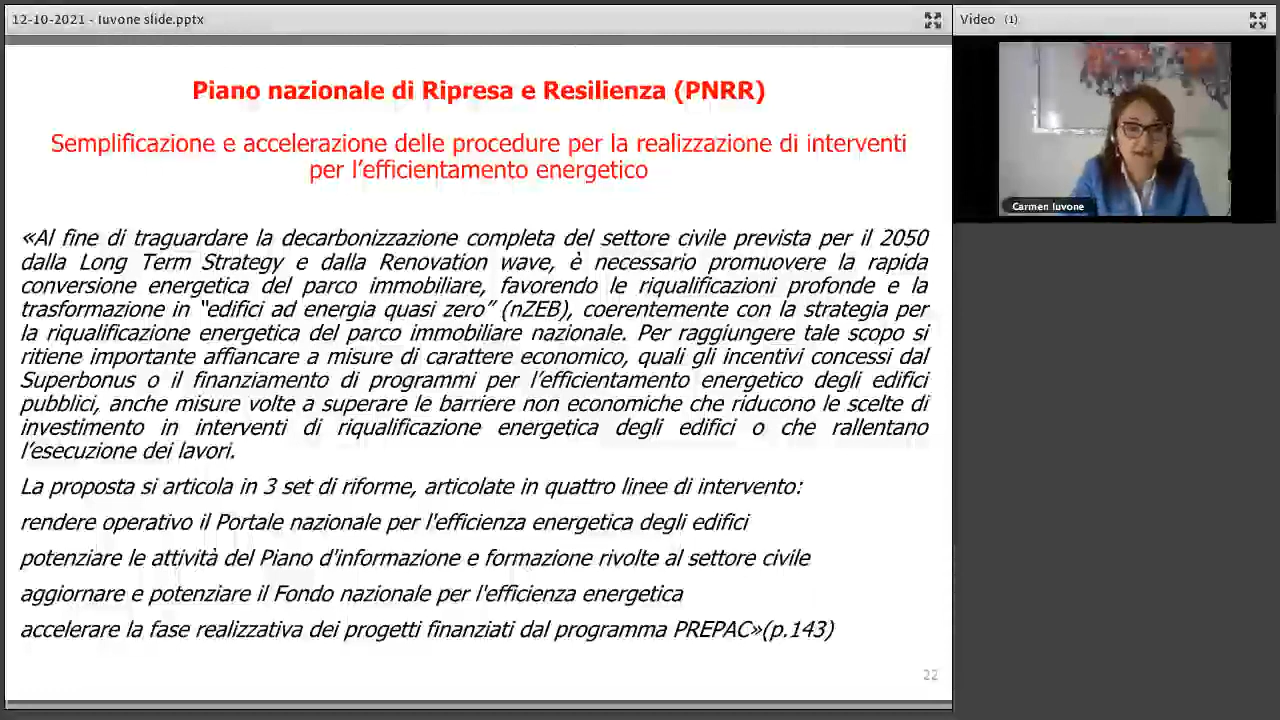 12-10-2021 - Iuvone slide.pptx
Video (1)
Piano nazionale di Ripresa e Resilienza (PNRR)
Semplificazione e accelerazione delle procedure per la realizzazione di interventi
per l’efficientamento energetico
«Al fine di traguardare la decarbonizzazione completa del settore civile prevista per il 2050
dalla Long Term Strategy e dalla Renovation wave, è necessario promuovere la rapida
conversione energetica del parco immobiliare, favorendo le riqualificazioni profonde e la
trasformazione in “edifici ad energia quasi zero” (nZEB), coerentemente con la strategia per
la riqualificazione energetica del parco immobiliare nazionale. Per raggiungere tale scopo si
ritiene importante affiancare a misure di carattere economico, quali gli incentivi concessi dal
Superbonus o il finanziamento di programmi per l’efficientamento energetico degli edifici
pubblici, anche misure volte a superare le barriere non economiche che riducono le scelte di
investimento in interventi di riqualificazione energetica degli edifici o che rallentano
l’esecuzione dei lavori.
La proposta si articola in 3 set di riforme, articolate in quattro linee di intervento:
rendere operativo il Portale nazionale per l'efficienza energetica degli edifici
potenziare le attività del Piano d'informazione e formazione rivolte al settore civile
aggiornare e potenziare il Fondo nazionale per l'efficienza energetica
accelerare la fase realizzativa dei progetti finanziati dal programma PREPAC»(p.143)
22
Carmen Iuvone